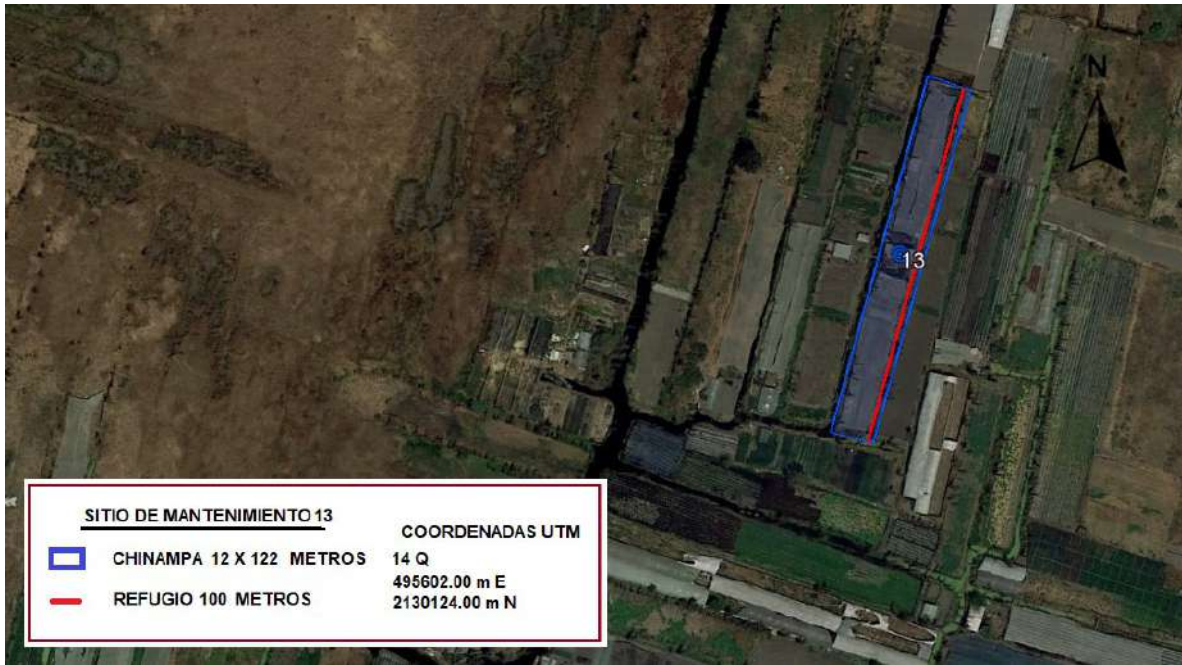 N
13
SITIO DE MANTENIMIENTO 13
COORDENADAS UTM
CHINAMPA 12 X 122 METROS
14 Q
495602.00 m E
REFUGIO 100 METROS
2130124.00 m N